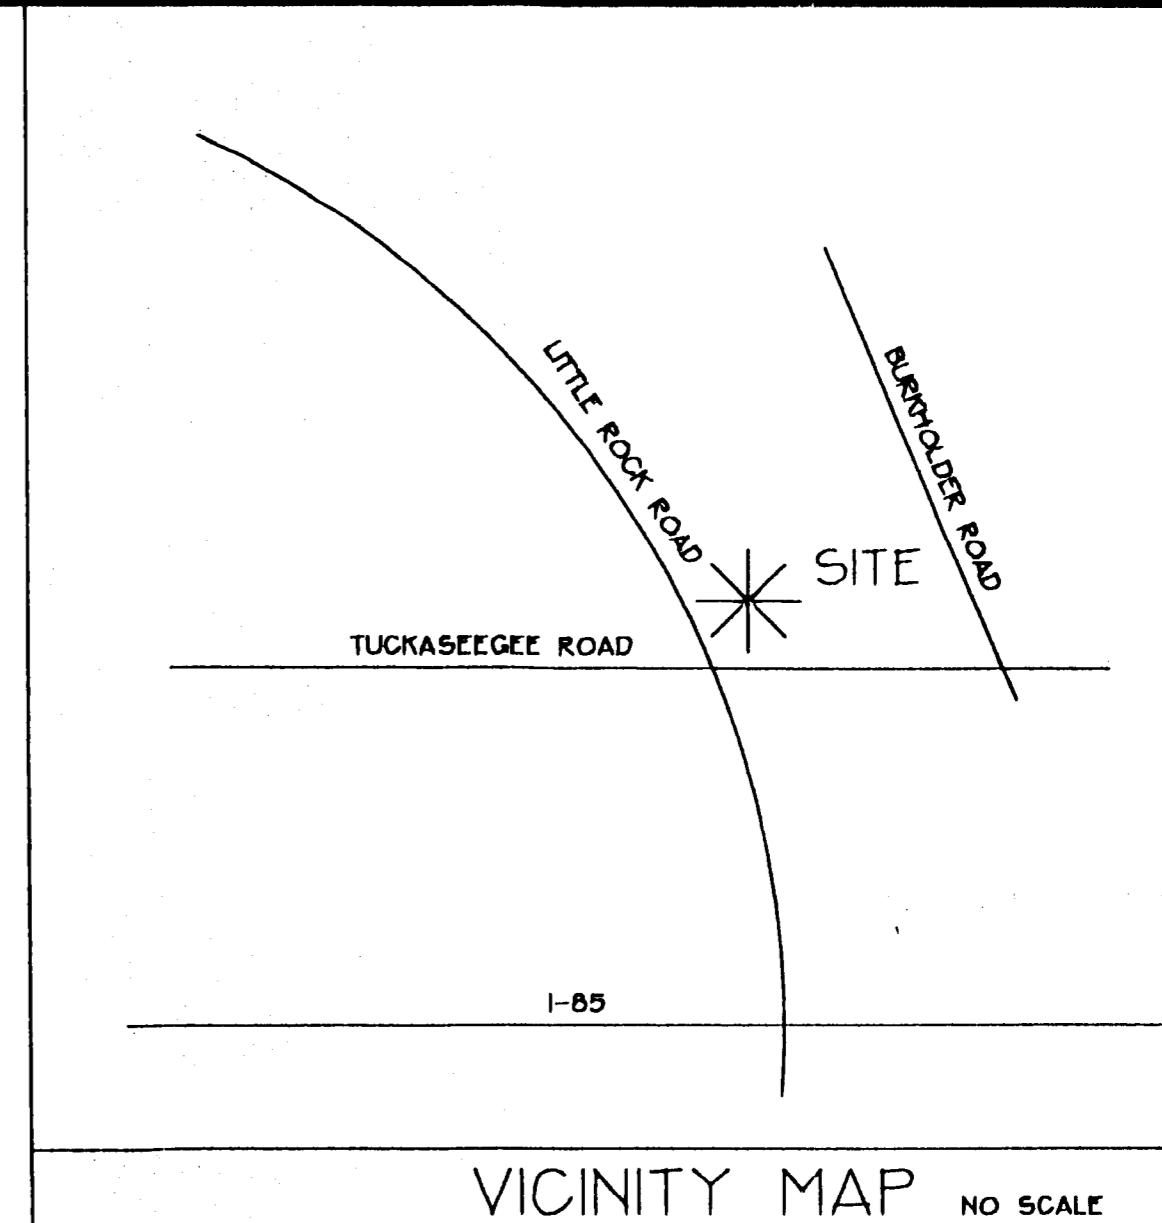 LITTLE ROCK ROAD
BURKHOLDER ROAD
SITE
TUCKASEEGEE ROAD
I-85
VICINITY MAP NO SCALE